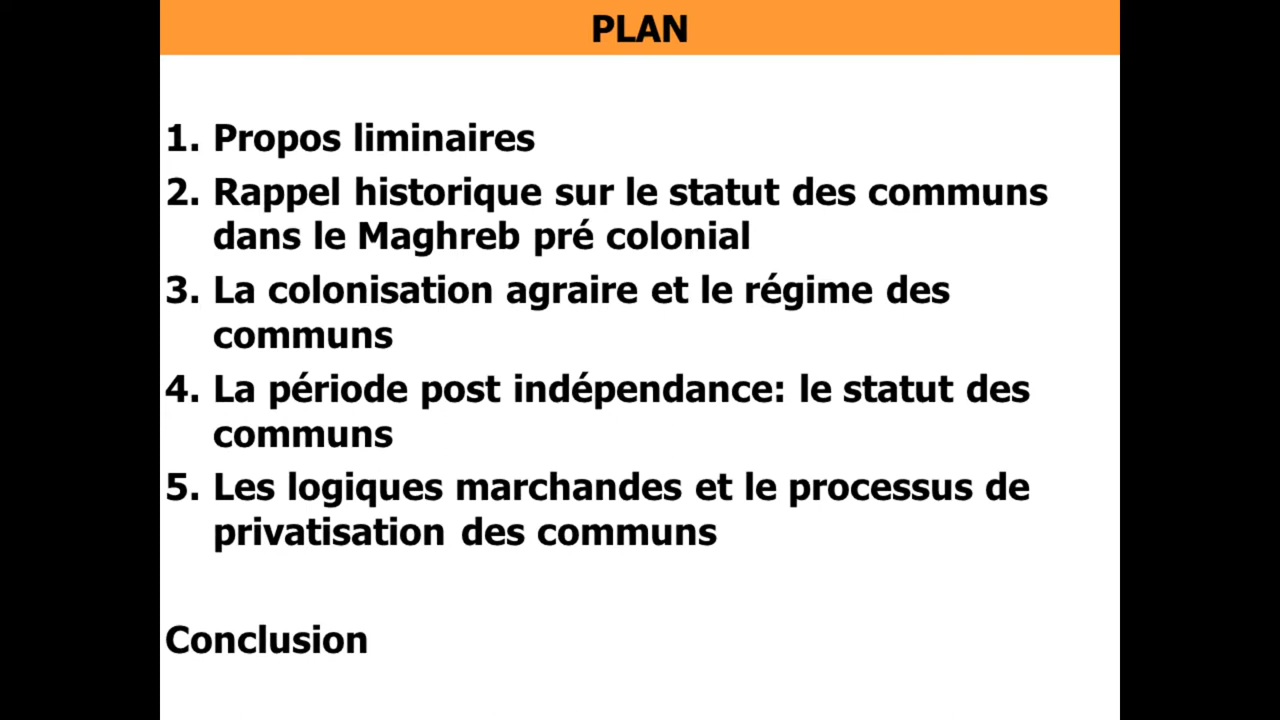 PLAN
1. Propos liminaires
2. Rappel historique sur le statut des communs
dans le Maghreb pré colonial
3. La colonisation agraire et le régime des
communs
4. La période post indépendance: le statut des
communs
5. Les logiques marchandes et le processus de
privatisation des communs
Conclusion